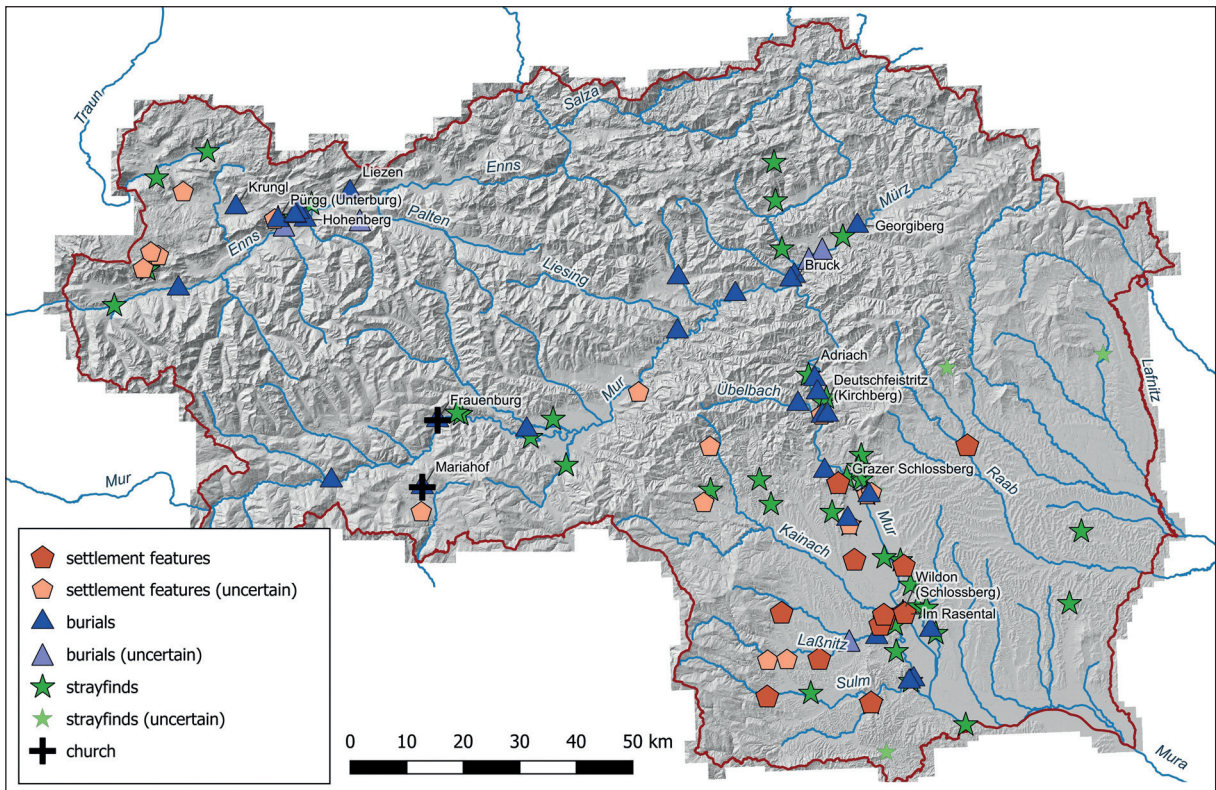 Traun
Salza
Enns
Liezen
Krungl
Pürgg (Unterburg)
Hohenberg
Palten
Enns
Mürz
Georgiberg
Bruck
Liesing
Adriach
Deutschfeistritz
(Kirchberg)
Übelbach
Mur
Lafnitz
Frauenburg
Mariahof
Mur
Grazer Schlossberg
Raab
Mur
Kainach
Wildon
(Schlossberg)
Im Rasental
Laßnitz
Sulm
Mura
settlement features
settlement features (uncertain)
burials
burials (uncertain)
strayfinds
strayfinds (uncertain)
church
0 10 20 30 40 50 km